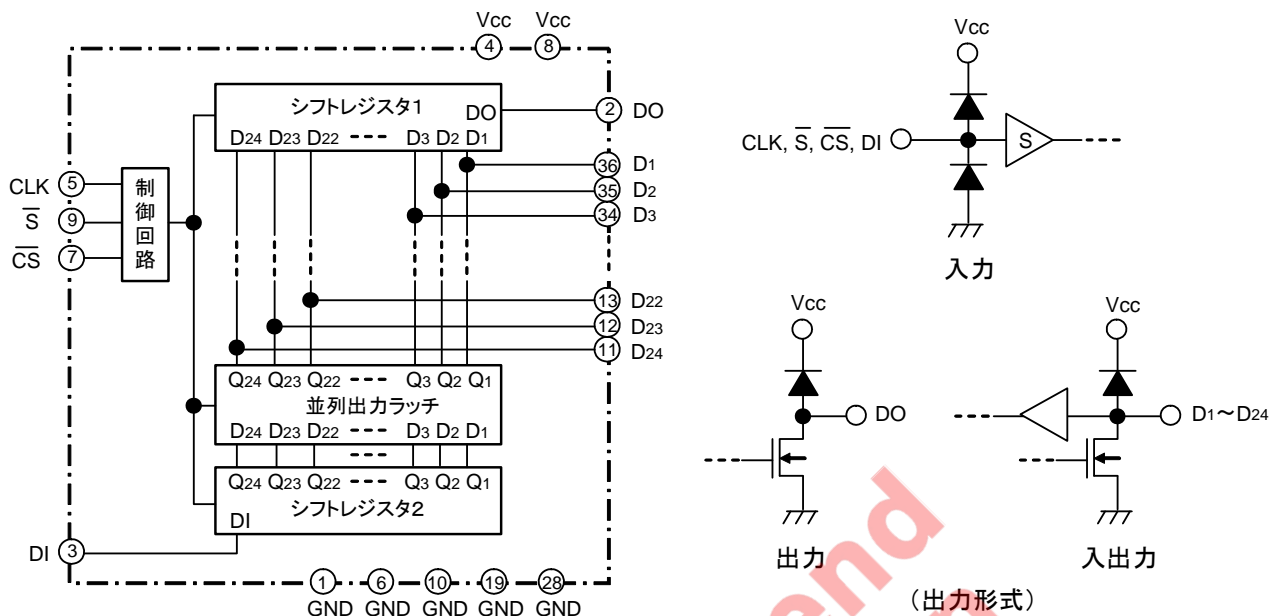 Vcc Vcc
4 8
シフトレジスタ1
DO
2 DO
D24 D23 D22 ---- D3 D2 D1
36 D1
35 D2
34 D3
CLK 5
S̅ 9
C̅S̅ 7
制御回路
13 D22
12 D23
11 D24
Q24 Q23 Q22 ---- Q3 Q2 Q1
並列出力ラッチ
D24 D23 D22 ---- D3 D2 D1
Q24 Q23 Q22 ---- Q3 Q2 Q1
シフトレジスタ2
DI
DI 3
1 6 10 19 28
GND GND GND GND GND
Vcc
CLK, S̅, C̅S̅, DI
S
入力
Vcc
DO
出力
Vcc
D1～D24
入出力
(出力形式)
end